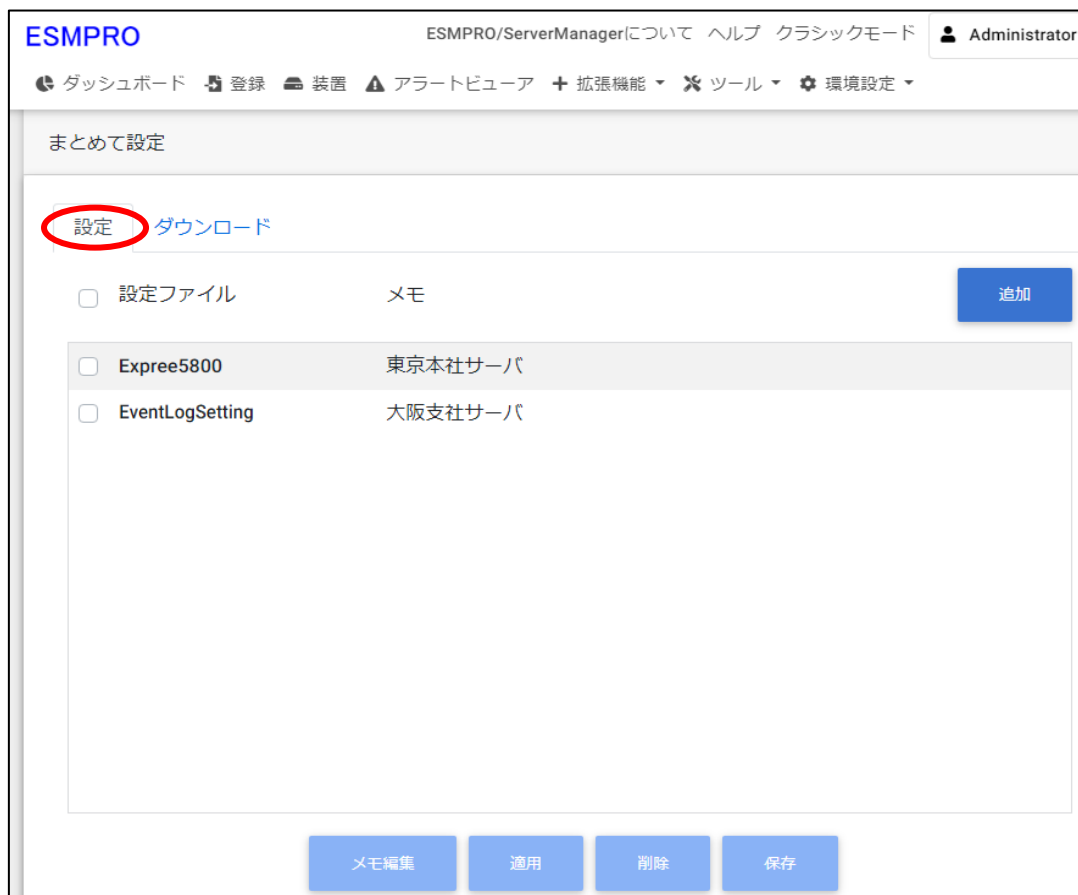 ESMPRO
ESMPRO/ServerManagerについて ヘルプ クラシックモード Administrator
ダッシュボード 登録 装置 アラートビューア 拡張機能 ツール 環境設定
まとめて設定
設定 ダウンロード
設定ファイル メモ 追加
Expree5800 東京本社サーバ
EventLogSetting 大阪支社サーバ
メモ編集 適用 削除 保存